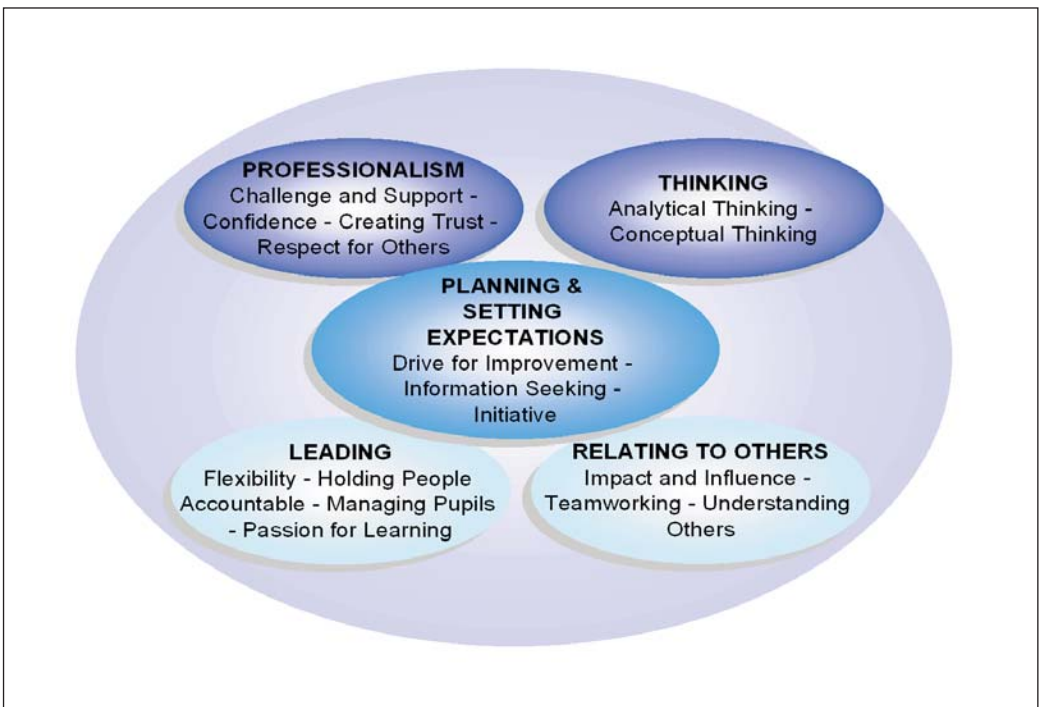 PROFESSIONALISM
Challenge and Support -
Confidence - Creating Trust -
Respect for Others
THINKING
Analytical Thinking -
Conceptual Thinking
PLANNING &
SETTING
EXPECTATIONS
Drive for Improvement -
Information Seeking -
Initiative
LEADING
Flexibility - Holding People
Accountable - Managing Pupils
- Passion for Learning
RELATING TO OTHERS
Impact and Influence -
Teamworking - Understanding
Others